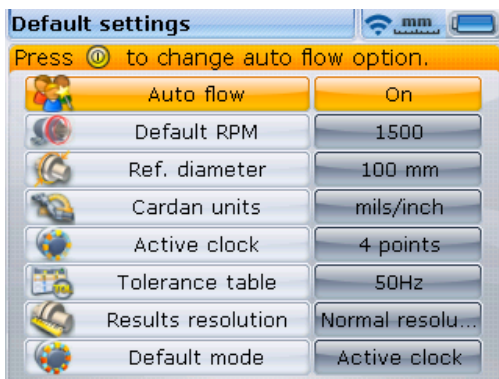 Default settings mm
Press to change auto flow option.
Auto flow On
Default RPM 1500
Ref. diameter 100 mm
Cardan units mils/inch
Active clock 4 points
Tolerance table 50Hz
Results resolution Normal resolu...
Default mode Active clock